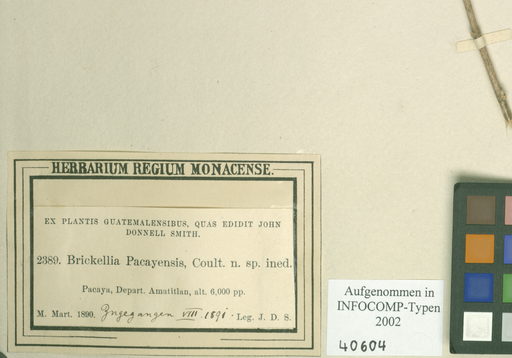 HERBARIUM REGIUM MONACENSE.
EX PLANTIS GUATEMALENSIBUS, QUAS EDIDIT JOHN
DONNELL SMITH.
2389. Brickellia Pacayensis, Coult. n. sp. ined.
Pacaya, Depart. Amatitlan, alt. 6,000 pp.
M. Mart. 1890. Zugegangen VIII 1891. Leg. J. D. S.
Aufgenommen in
INFOCOMP-Typen
2002
40604